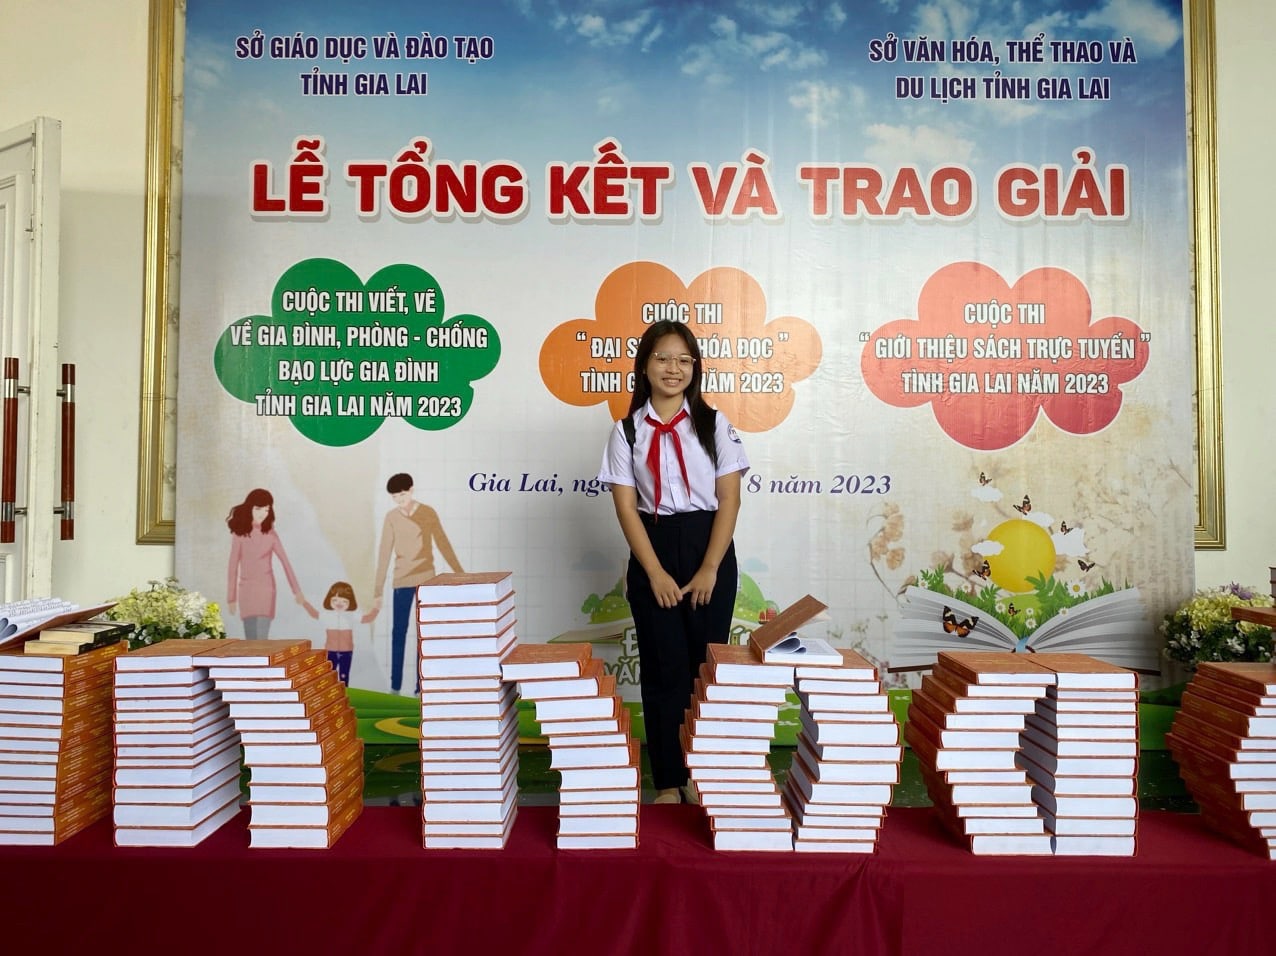 SỞ GIÁO DỤC VÀ ĐÀO TẠO
TỈNH GIA LAI
SỞ VĂN HÓA, THỂ THAO VÀ
DU LỊCH TỈNH GIA LAI
LỄ TỔNG KẾT VÀ TRAO GIẢI
CUỘC THI VIẾT, VẼ
VỀ GIA ĐÌNH, PHÒNG - CHỐNG
BẠO LỰC GIA ĐÌNH
TỈNH GIA LAI NĂM 2023
CUỘC THI
“ ĐẠI HÓA ĐỌC ”
TỈNH NĂM 2023
CUỘC THI
“ GIỚI THIỆU SÁCH TRỰC TUYẾN ”
TỈNH GIA LAI NĂM 2023
Gia Lai, 8 năm 2023